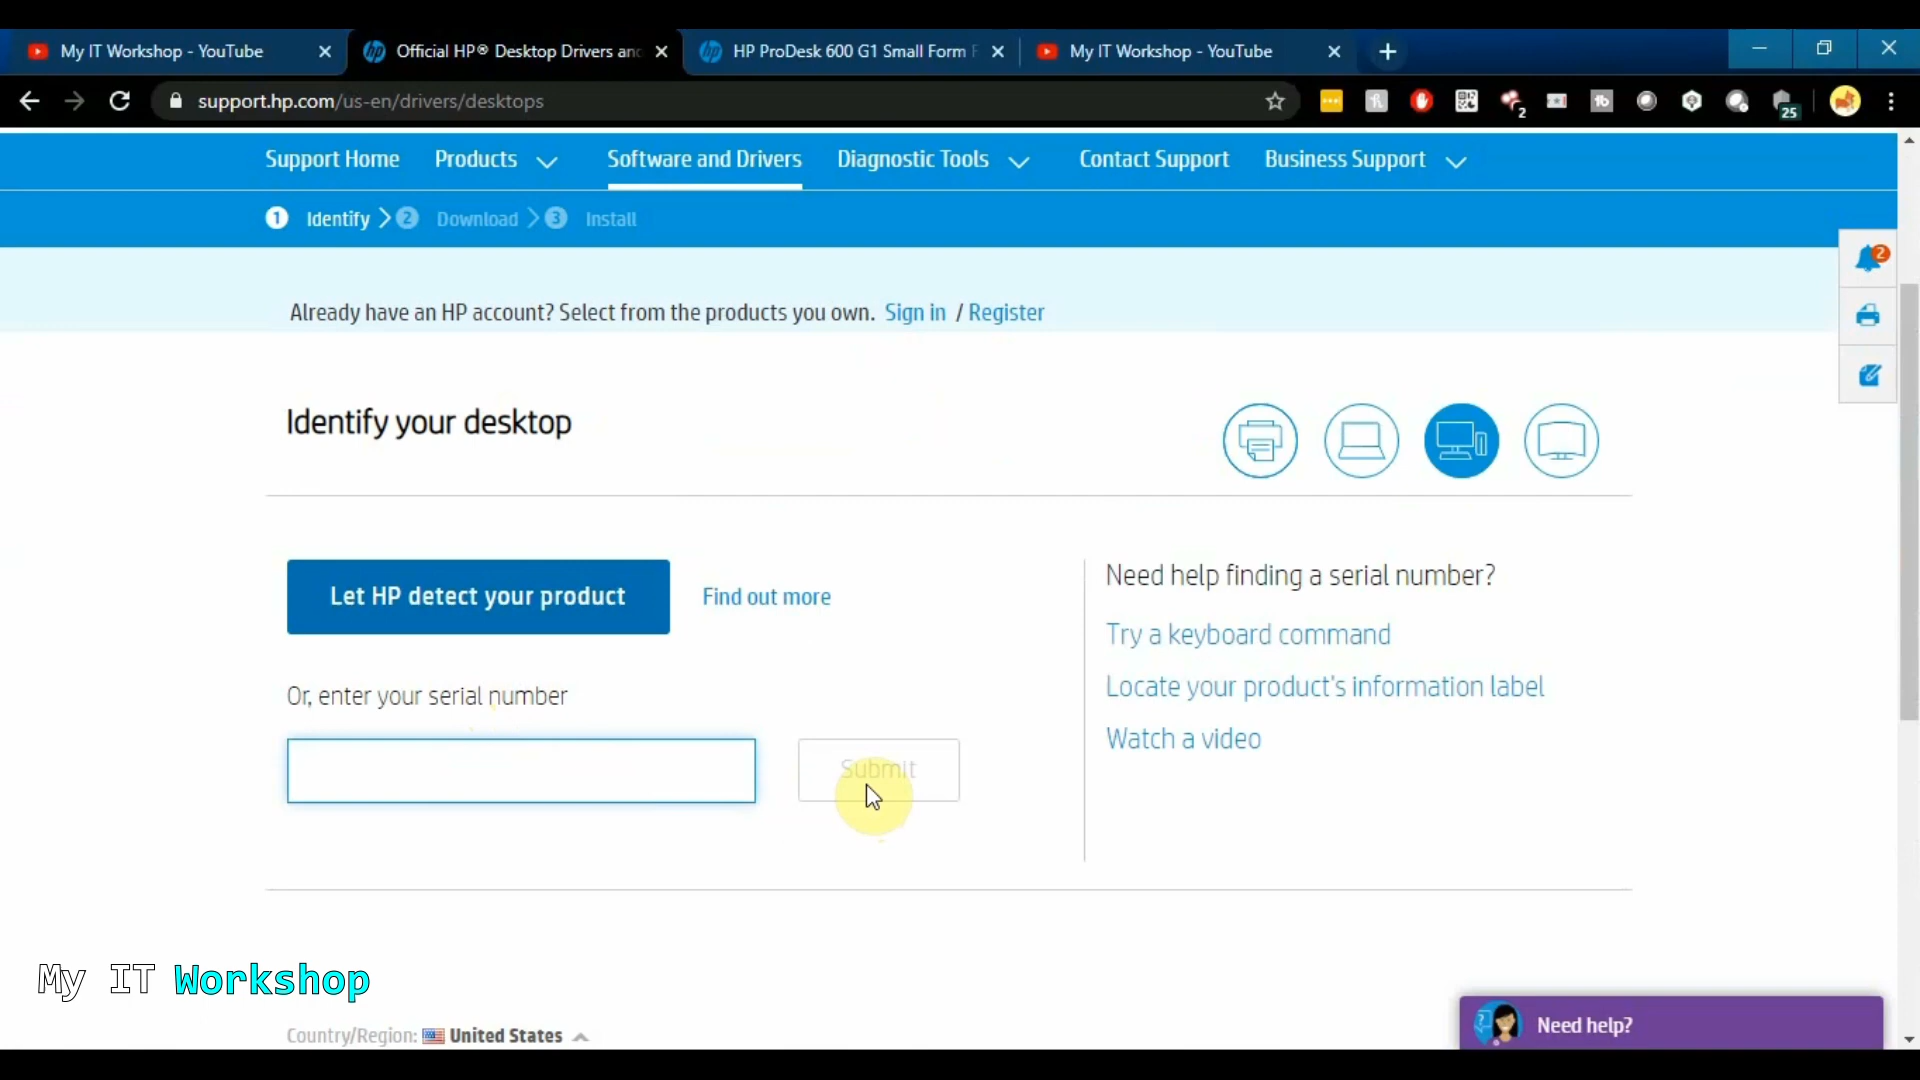 My IT Workshop - YouTube
Official HP® Desktop Drivers and
HP ProDesk 600 G1 Small Form F
My IT Workshop - YouTube
support.hp.com/us-en/drivers/desktops
2
25
Support Home
Products
Software and Drivers
Diagnostic Tools
Contact Support
Business Support
1 Identify
2 Download
3 Install
2
Already have an HP account? Select from the products you own. Sign in / Register
Identify your desktop
Let HP detect your product
Find out more
Need help finding a serial number?
Try a keyboard command
Locate your product's information label
Watch a video
Or, enter your serial number
Submit
My IT Workshop
Country/Region: United States
Need help?